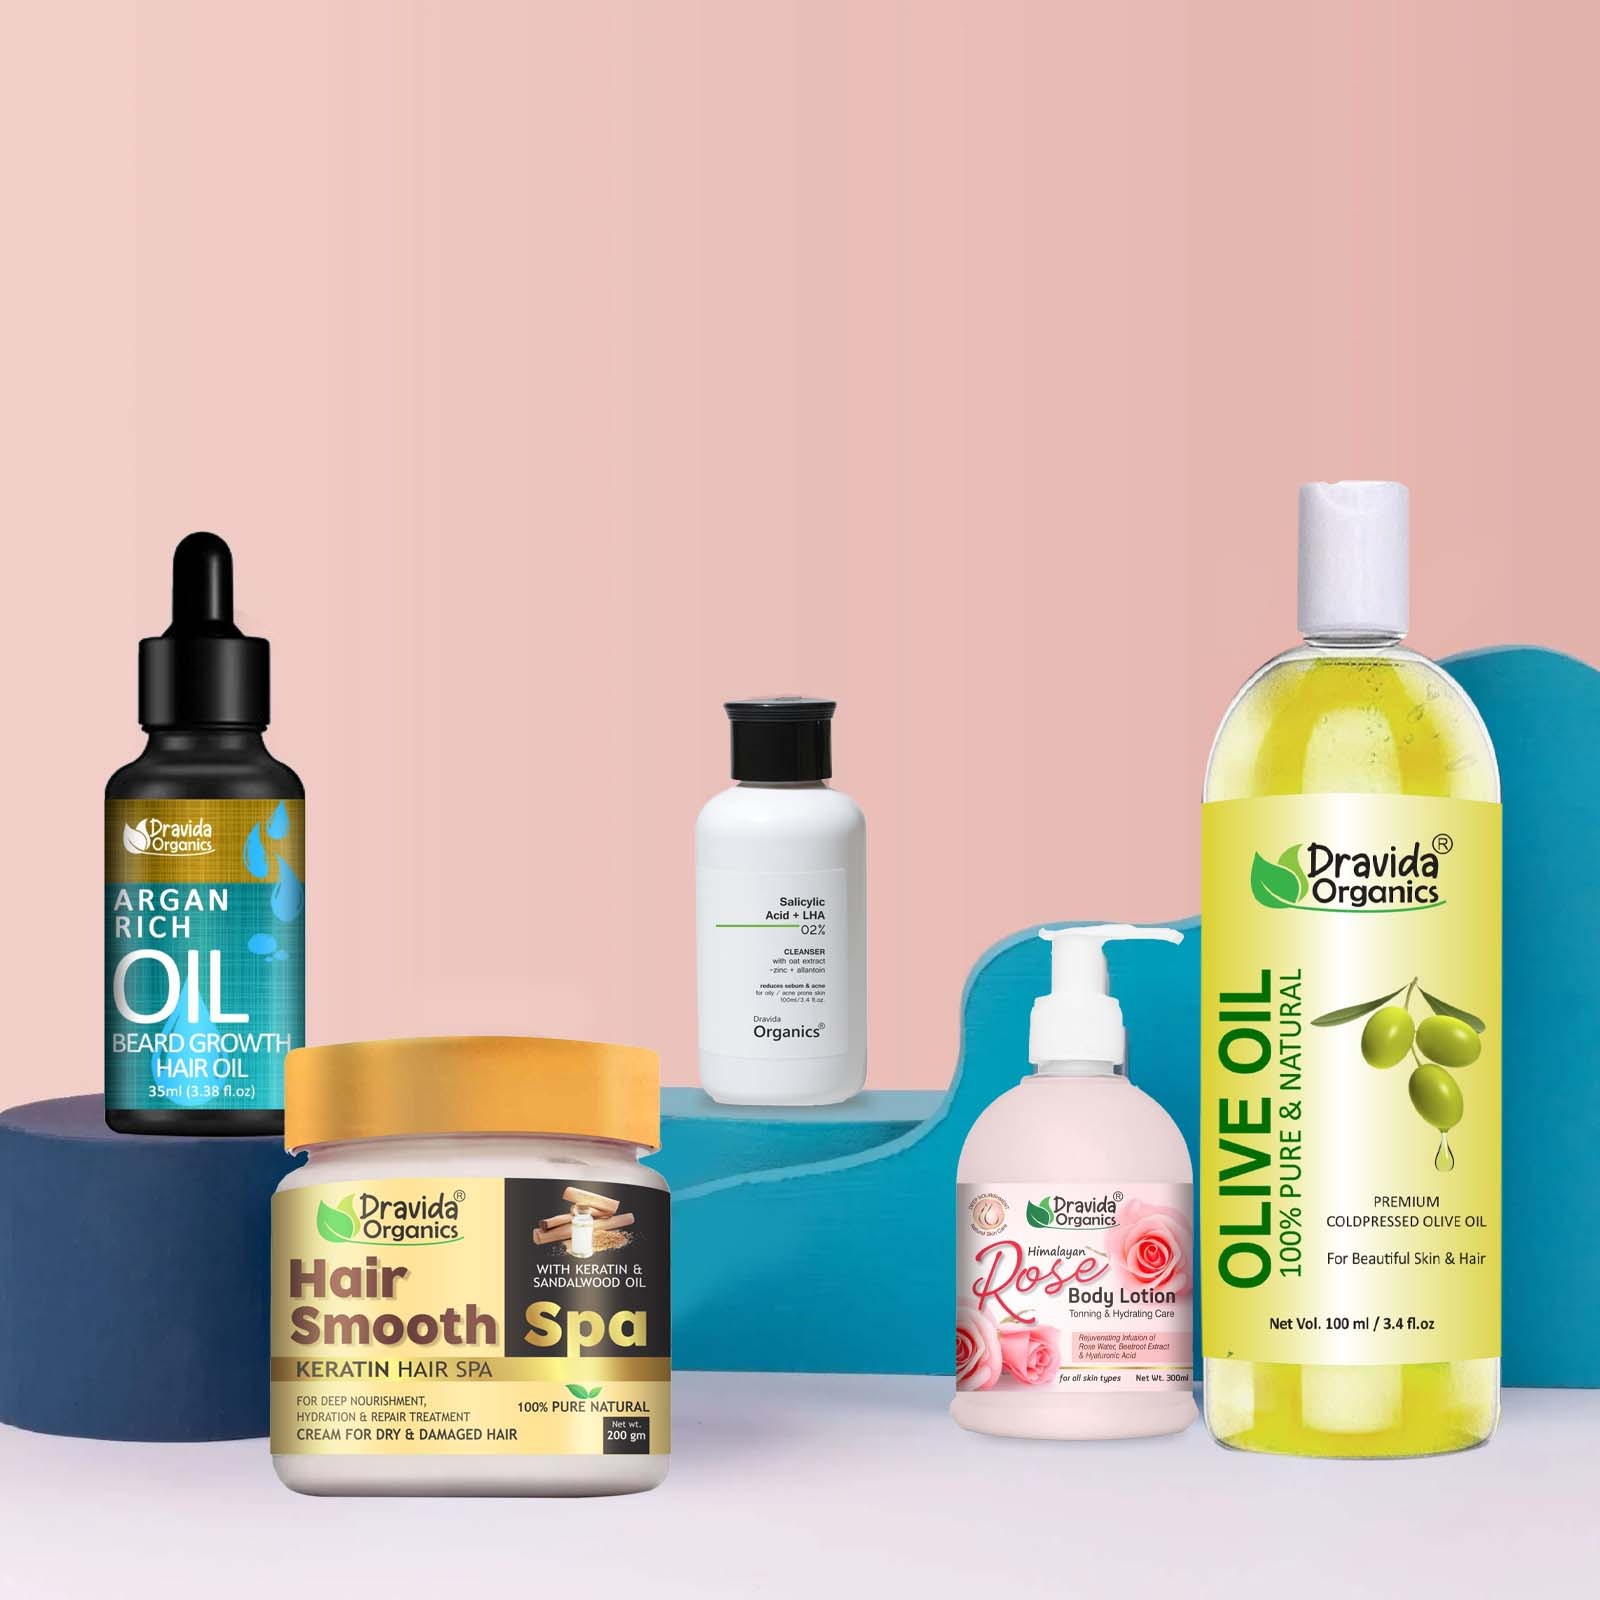 Dravida
Organics
ARGAN
RICH
OIL
BEARD GROWTH
HAIR OIL
35ml (3.38 fl.oz)
Dravida®
Organics
Hair
Smooth
WITH KERATIN &
SANDALWOOD OIL
Spa
KERATIN HAIR SPA
FOR DEEP NOURISHMENT,
HYDRATION & REPAIR TREATMENT
CREAM FOR DRY & DAMAGED HAIR
100% PURE NATURAL
Net wt.
200 gm
Salicylic
Acid + LHA
02%
CLEANSER
with oat extract
-zinc + allantoin
reduces sebum & acne
for oily / acne prone skin
100ml/3.4 fl.oz.
Dravida
Organics®
DEEP NOURISHMENT
Natural Skin Care
Dravida®
Organics
Himalayan
Rose
Body Lotion
Tonning & Hydrating Care
Rejuvenating Infusion of
Rose Water, Beetroot Extract
& Hyaluronic Acid
for all skin types Net Wt. 300ml
Dravida®
Organics
OLIVE OIL
100% PURE & NATURAL
PREMIUM
COLDPRESSED OLIVE OIL
For Beautiful Skin & Hair
Net Vol. 100 ml / 3.4 fl.oz